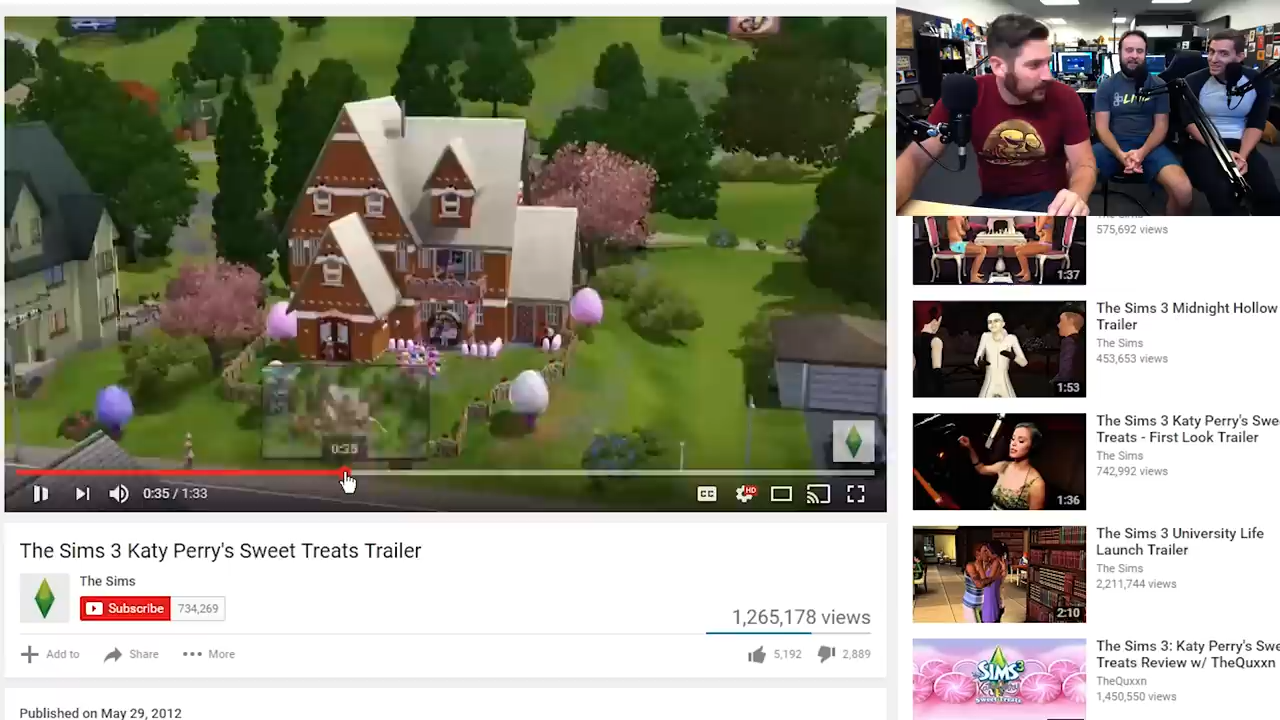 0:35
0:35 / 1:33
CC
HD
The Sims 3 Katy Perry's Sweet Treats Trailer
The Sims
Subscribe
734,269
1,265,178 views
Add to
Share
More
5,192
2,889
Published on May 29, 2012
575,692 views
1:37
The Sims 3 Midnight Hollow
Trailer
The Sims
453,653 views
1:53
The Sims 3 Katy Perry's Swe
Treats - First Look Trailer
The Sims
742,992 views
1:36
The Sims 3 University Life
Launch Trailer
The Sims
2,211,744 views
2:10
The Sims 3: Katy Perry's Swe
Treats Review w/ TheQuxxn
TheQuxxn
1,450,550 views